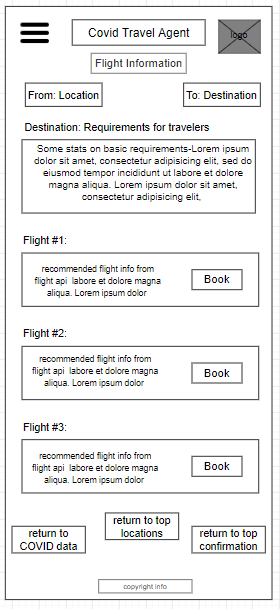 Covid Travel Agent
logo
Flight Information
From: Location
To: Destination
Destination: Requirements for travelers
Some stats on basic requirements-Lorem ipsum
dolor sit amet, consectetur adipisicing elit, sed do
eiusmod tempor incididunt ut labore et dolore
magna aliqua. Lorem ipsum dolor sit amet,
consectetur adipisicing elit,
Flight #1:
recommended flight info from
flight api labore et dolore magna
aliqua. Lorem ipsum dolor
Book
Flight #2:
recommended flight info from
flight api labore et dolore magna
aliqua. Lorem ipsum dolor
Book
Flight #3:
recommended flight info from
flight api labore et dolore magna
aliqua. Lorem ipsum dolor
Book
return to
COVID data
return to top
locations
return to top
confirmation
copyright info